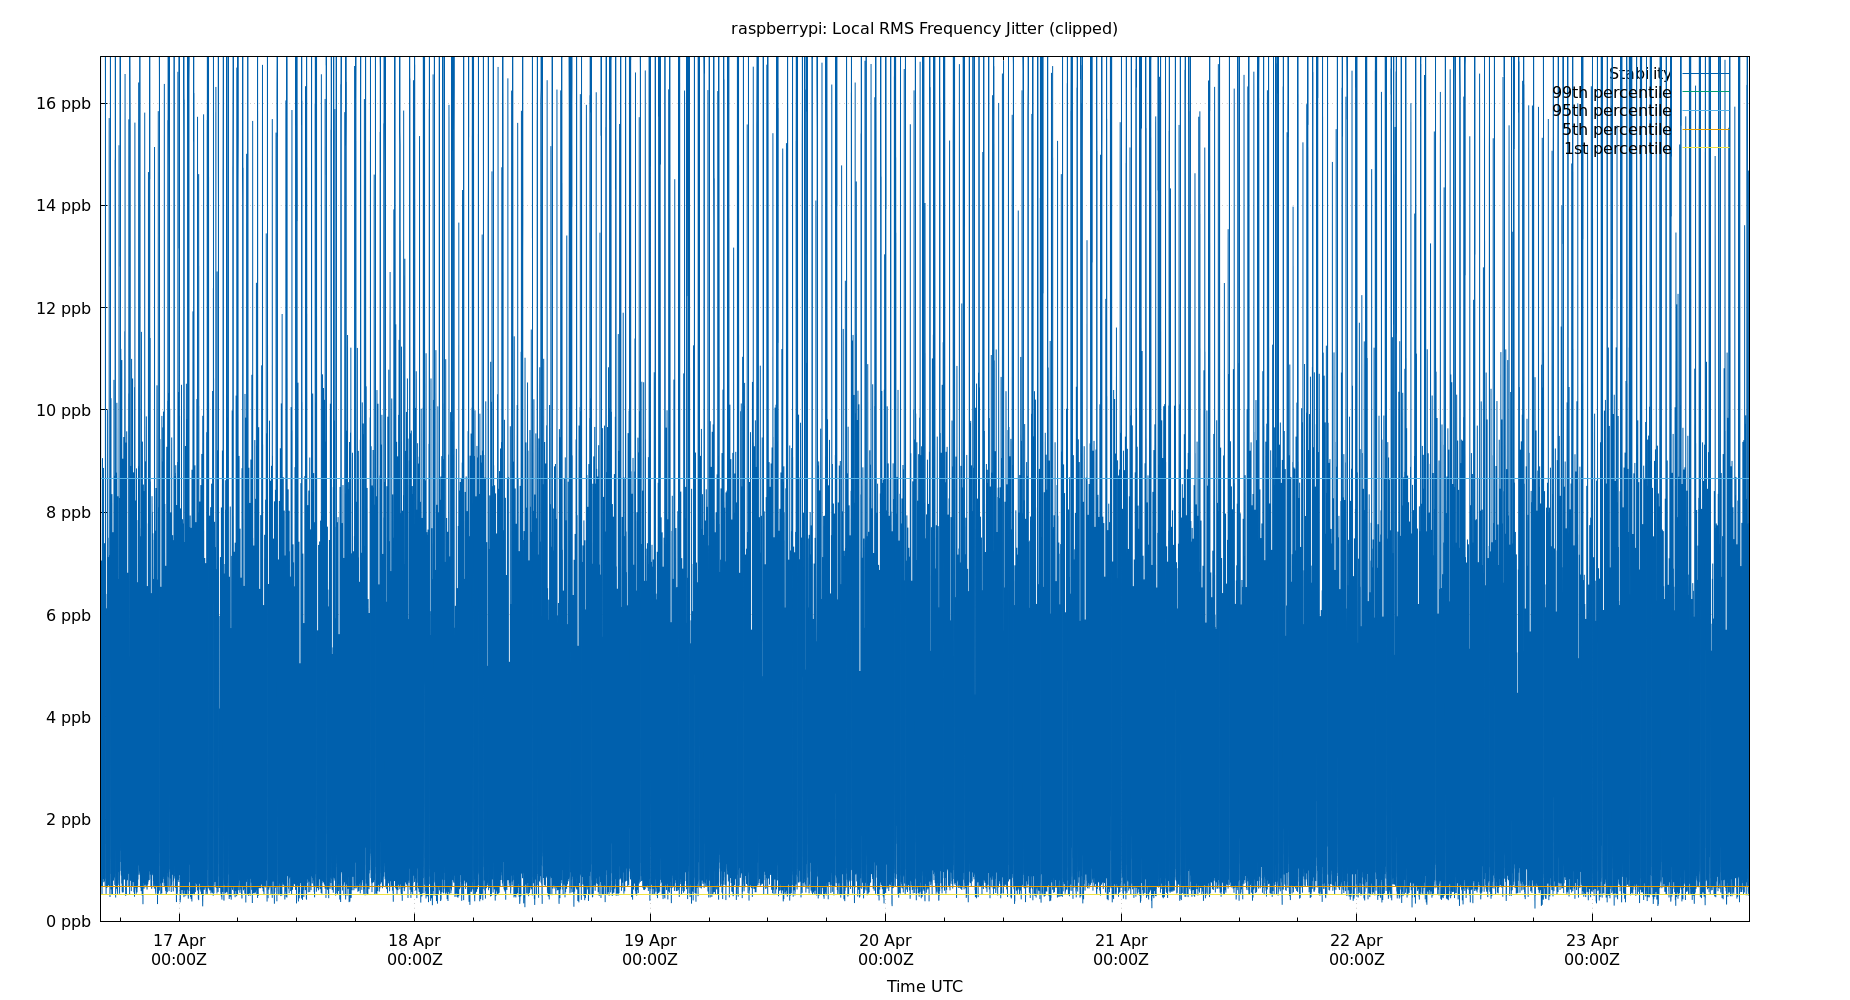 raspberrypi: Local RMS Frequency Jitter (clipped)
Stability
99th percentile
95th percentile
5th percentile
1st percentile
16 ppb
14 ppb
12 ppb
10 ppb
8 ppb
6 ppb
4 ppb
2 ppb
0 ppb
17 Apr 18 Apr 19 Apr 20 Apr 21 Apr 22 Apr 23 Apr
00:00Z 00:00Z 00:00Z 00:00Z 00:00Z 00:00Z 00:00Z
Time UTC